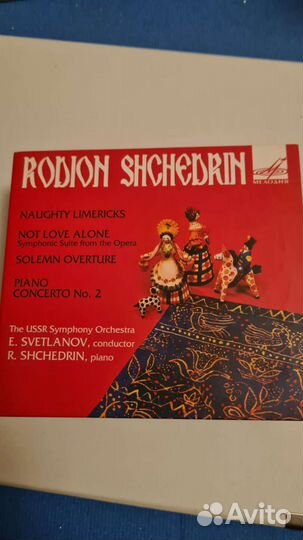 RODION SHCHEDRIN
МЕЛОДИЯ
NAUGHTY LIMERICKS
NOT LOVE ALONE
Symphonic Suite from the Opera
SOLEMN OVERTURE
PIANO
CONCERTO No. 2
The USSR Symphony Orchestra
E. SVETLANOV, conductor
R. SHCHEDRIN, piano
Avito